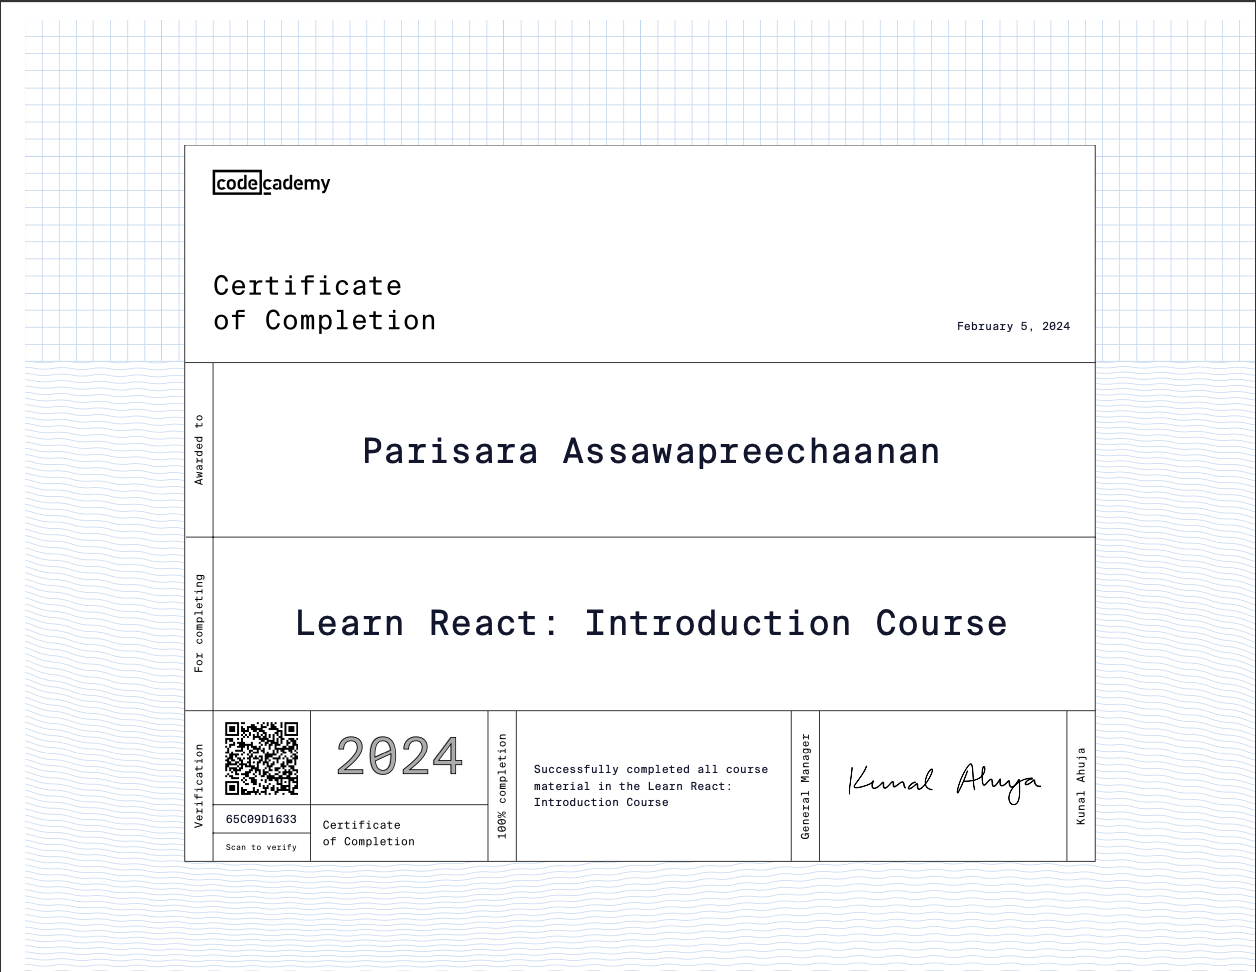 codecademy
Certificate
of Completion
February 5, 2024
Awarded to
Parisara Assawapreechaanan
For completing
Learn React: Introduction Course
Verification
65C09D1633
Scan to verify
2024
Certificate
of Completion
100% completion
Successfully completed all course
material in the Learn React:
Introduction Course
General Manager
Kunal Ahuja
Kunal Ahuja